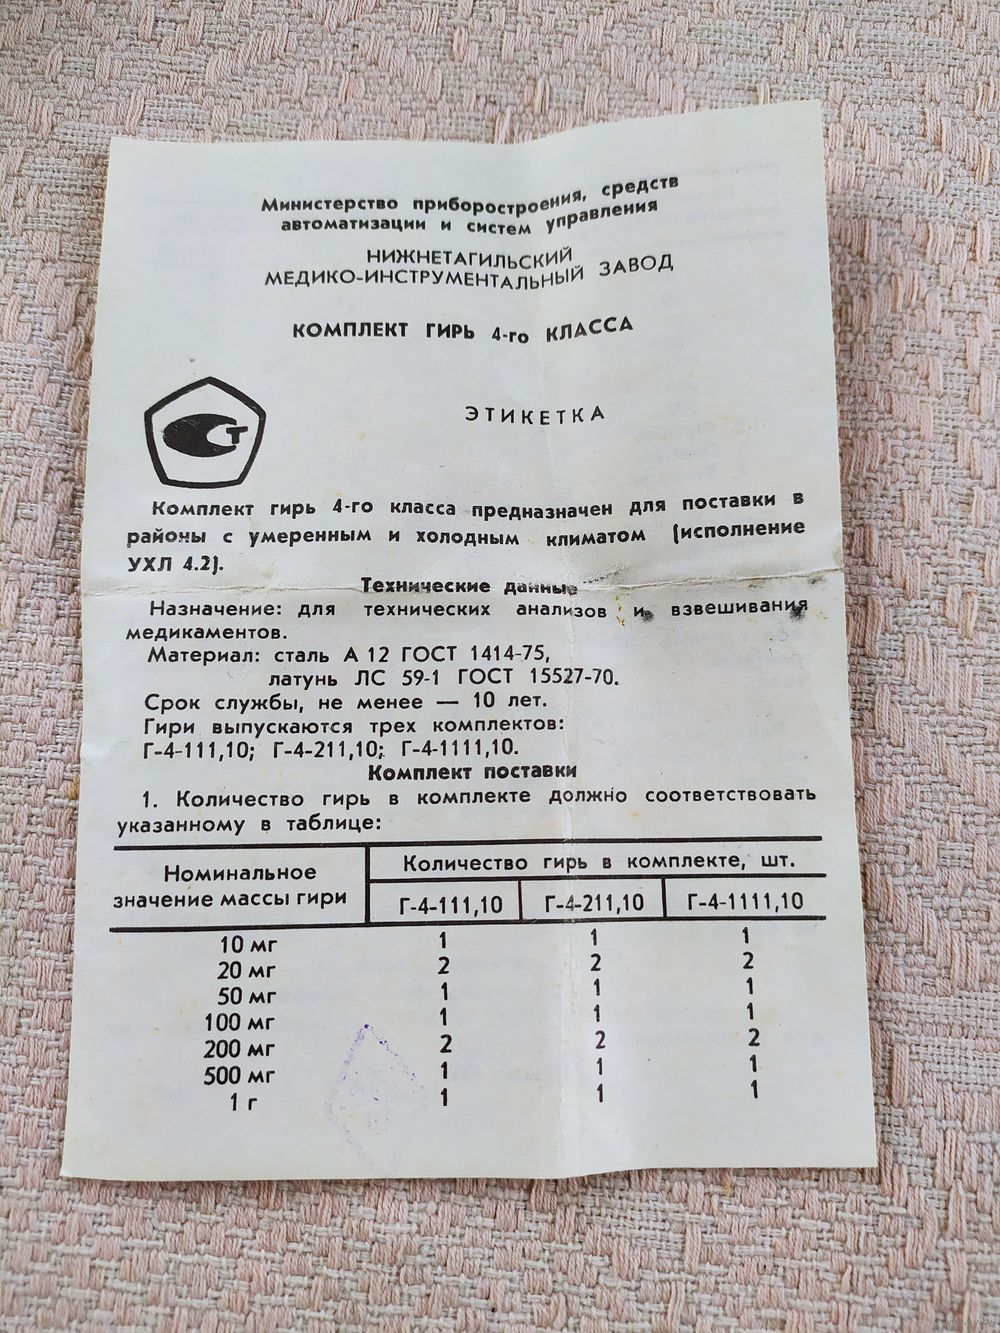 Министерство приборостроения, средств
автоматизации и систем управления
НИЖНЕТАГИЛЬСКИЙ
МЕДИКО-ИНСТРУМЕНТАЛЬНЫЙ ЗАВОД
КОМПЛЕКТ ГИРЬ 4-го КЛАССА
ЭТИКЕТКА
Комплект гирь 4-го класса предназначен для поставки в
районы с умеренным и холодным климатом (исполнение
УХЛ 4.2).
Технические данные
Назначение: для технических анализов и взвешивания
медикаментов.
Материал: сталь А 12 ГОСТ 1414-75,
латунь ЛС 59-1 ГОСТ 15527-70.
Срок службы, не менее — 10 лет.
Гири выпускаются трех комплектов:
Г-4-111,10; Г-4-211,10; Г-4-1111,10.
Комплект поставки
1. Количество гирь в комплекте должно соответствовать
указанному в таблице:
Номинальное значение массы гири Количество гирь в комплекте, шт.
Г-4-111,10 Г-4-211,10 Г-4-1111,10
10 мг 1 1 1
20 мг 2 2 2
50 мг 1 1 1
100 мг 1 1 1
200 мг 2 2 2
500 мг 1 1 1
1 г 1 1 1